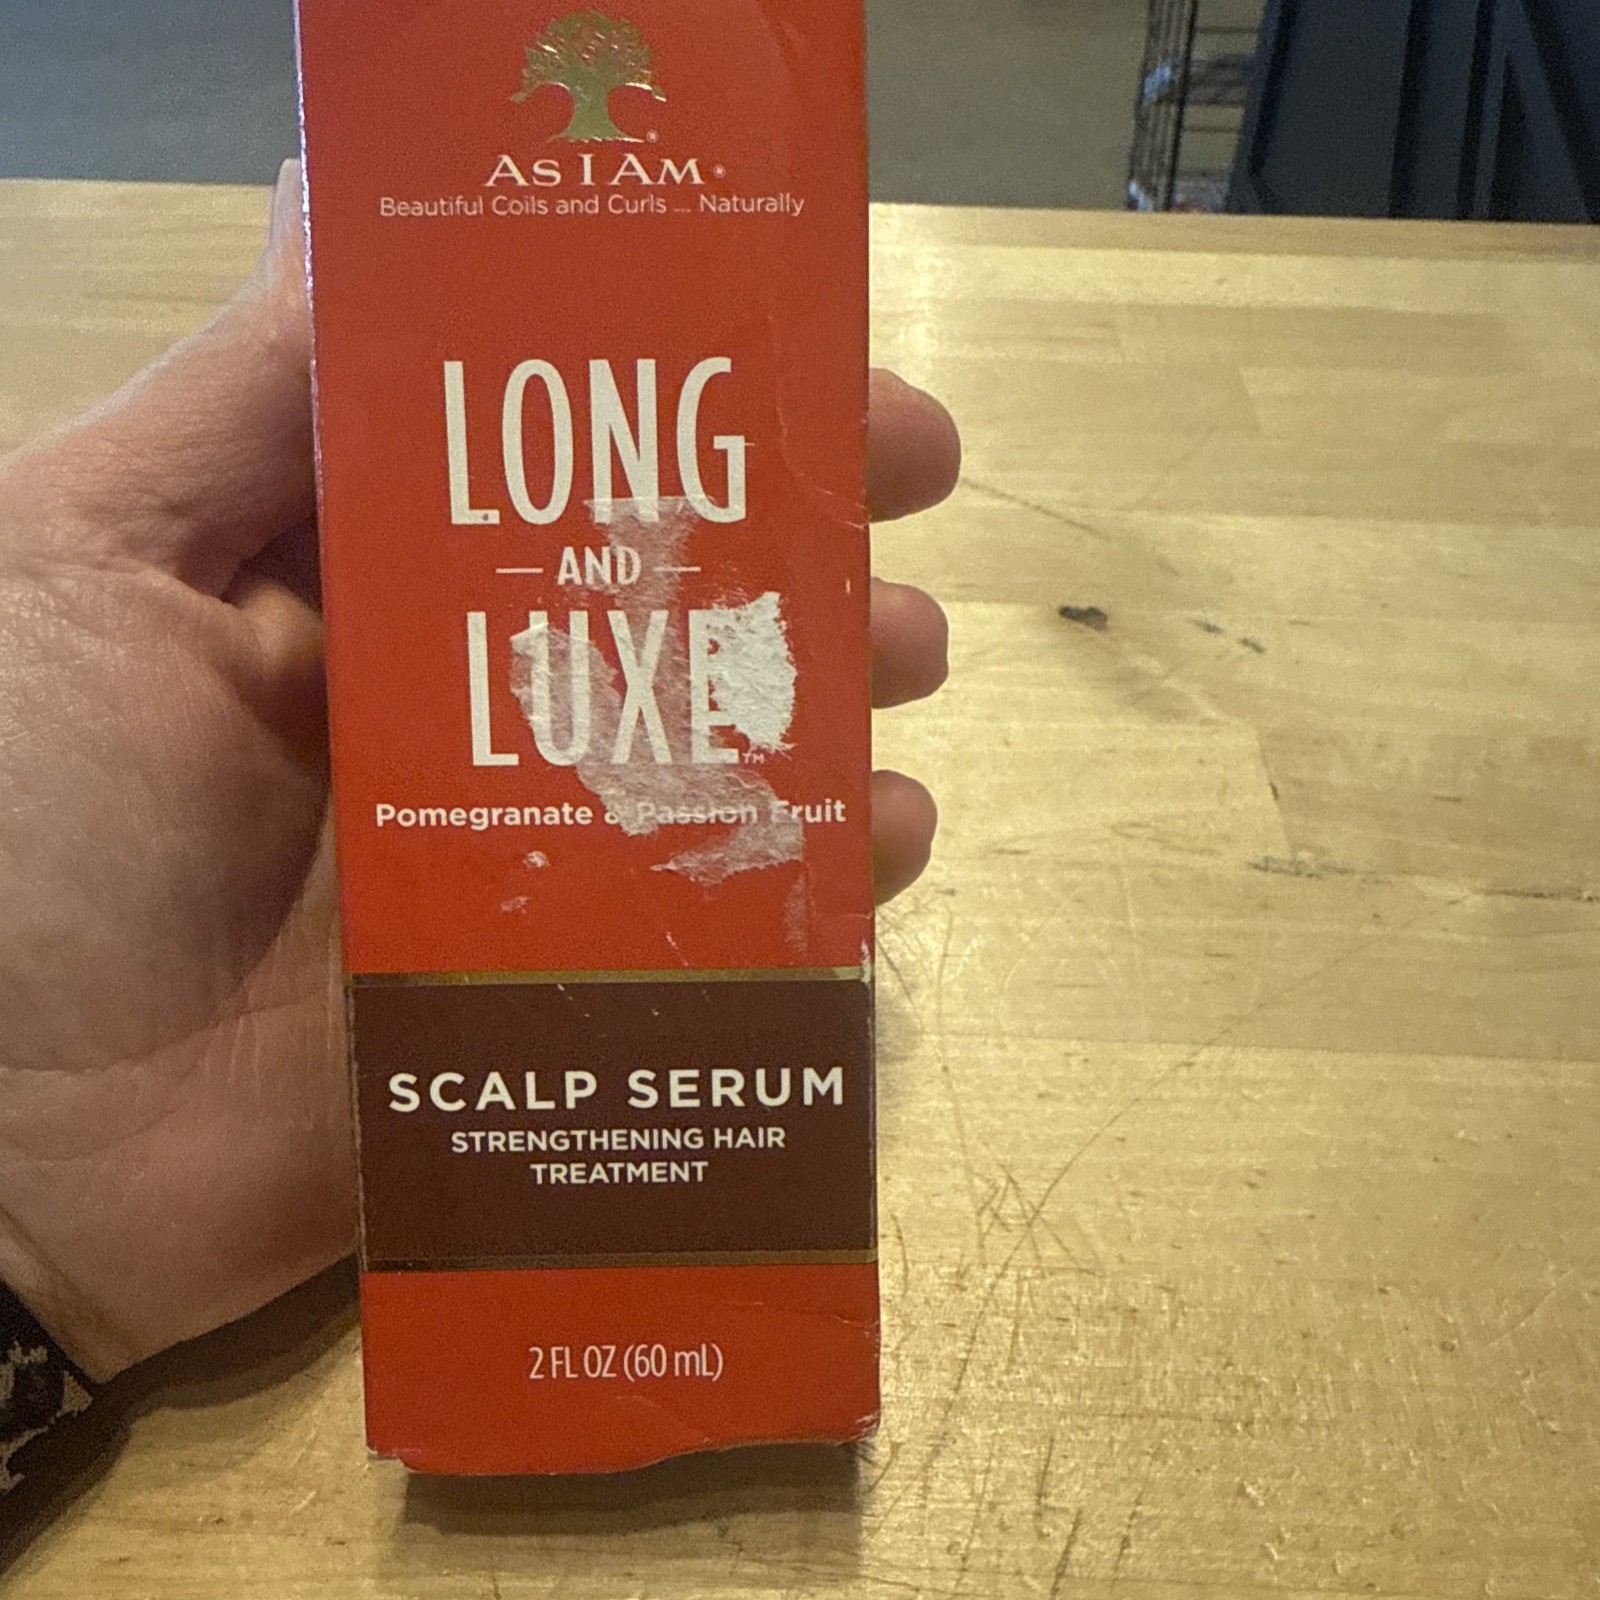 AS I AM®
Beautiful Coils and Curls ... Naturally
LONG
— AND —
LUXE™
Pomegranate & Passion Fruit
SCALP SERUM
STRENGTHENING HAIR
TREATMENT
2 FL OZ (60 mL)